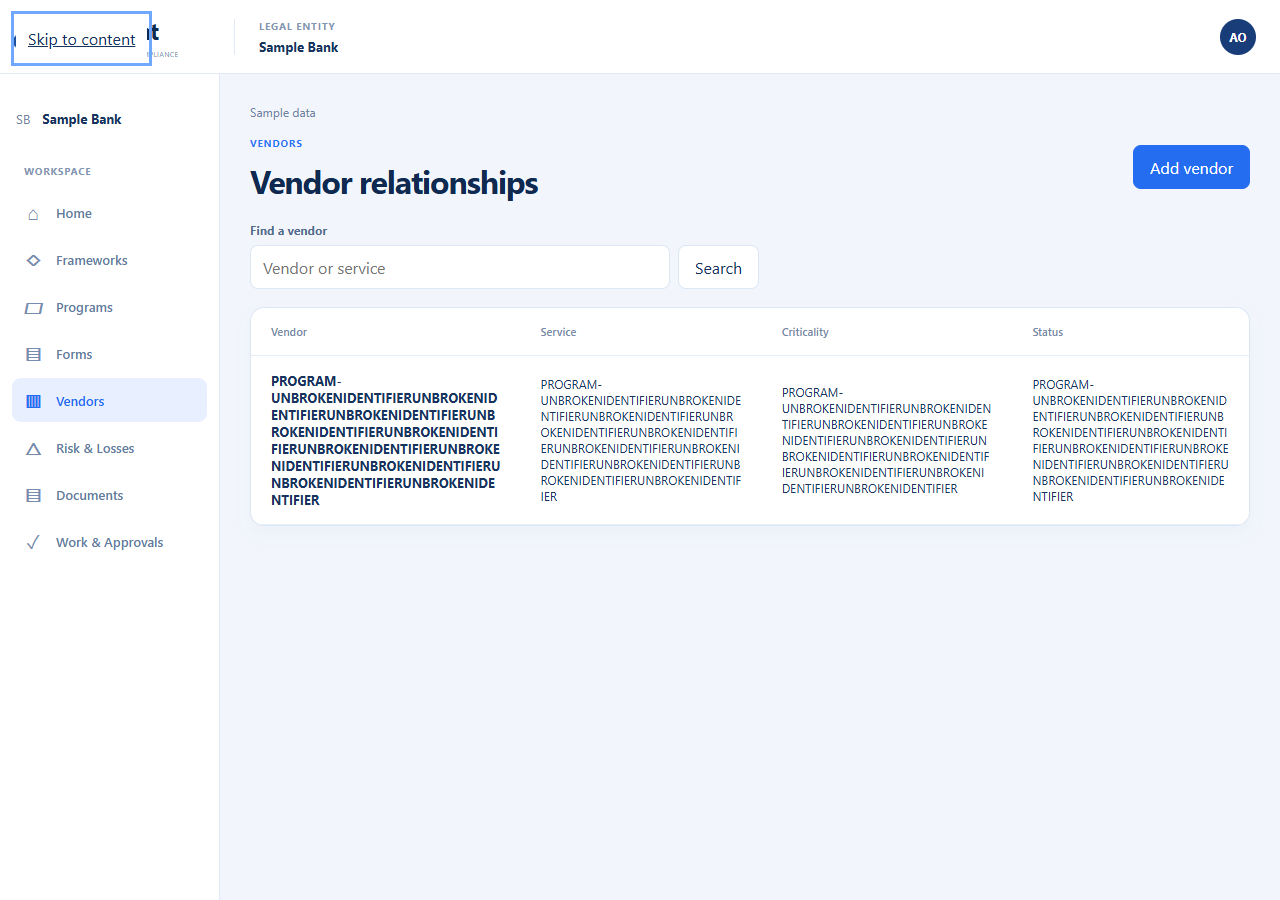 Skip to content
LEGAL ENTITY
Sample Bank
AO
SB Sample Bank
WORKSPACE
Home
Frameworks
Programs
Forms
Vendors
Risk & Losses
Documents
Work & Approvals
Sample data
VENDORS
Vendor relationships
Add vendor
Find a vendor
Vendor or service
Search
Vendor Service Criticality Status
PROGRAM-
UNBROKENIDENTIFIERUNBROKENID
ENTIFIERUNBROKENIDENTIFIERUNB
ROKENIDENTIFIERUNBROKENIDENTI
FIERUNBROKENIDENTIFIERUNBROKE
NIDENTIFIERUNBROKENIDENTIFIERU
NBROKENIDENTIFIERUNBROKENIDE
NTIFIER
PROGRAM-
UNBROKENIDENTIFIERUNBROKENIDE
NTIFIERUNBROKENIDENTIFIERUNBR
OKENIDENTIFIERUNBROKENIDENTIFI
ERUNBROKENIDENTIFIERUNBROKENI
DENTIFIERUNBROKENIDENTIFIERUNB
ROKENIDENTIFIERUNBROKENIDENTIF
IER
PROGRAM-
UNBROKENIDENTIFIERUNBROKENIDEN
TIFIERUNBROKENIDENTIFIERUNBROKE
NIDENTIFIERUNBROKENIDENTIFIERUN
BROKENIDENTIFIERUNBROKENIDENTIF
IERUNBROKENIDENTIFIERUNBROKENI
DENTIFIERUNBROKENIDENTIFIER
PROGRAM-
UNBROKENIDENTIFIERUNBROKENID
ENTIFIERUNBROKENIDENTIFIERUNB
ROKENIDENTIFIERUNBROKENIDENTI
FIERUNBROKENIDENTIFIERUNBROKE
NIDENTIFIERUNBROKENIDENTIFIERU
NBROKENIDENTIFIERUNBROKENIDE
NTIFIER